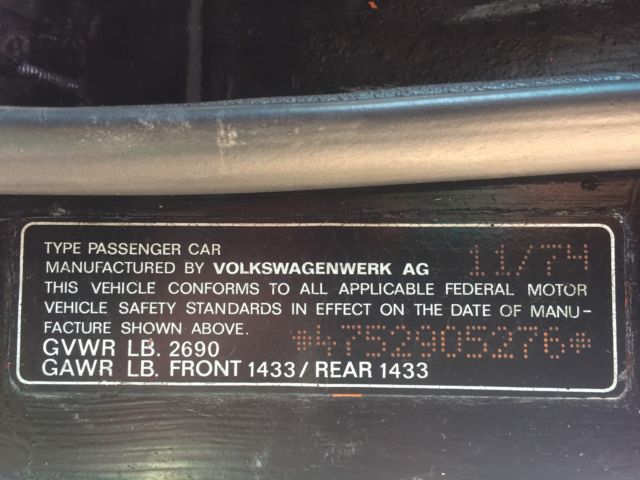 TYPE PASSENGER CAR
MANUFACTURED BY VOLKSWAGENWERK AG 11/74
THIS VEHICLE CONFORMS TO ALL APPLICABLE FEDERAL MOTOR
VEHICLE SAFETY STANDARDS IN EFFECT ON THE DATE OF MANU-
FACTURE SHOWN ABOVE.
GVWR LB. 2690 *4752905276*
GAWR LB. FRONT 1433/REAR 1433